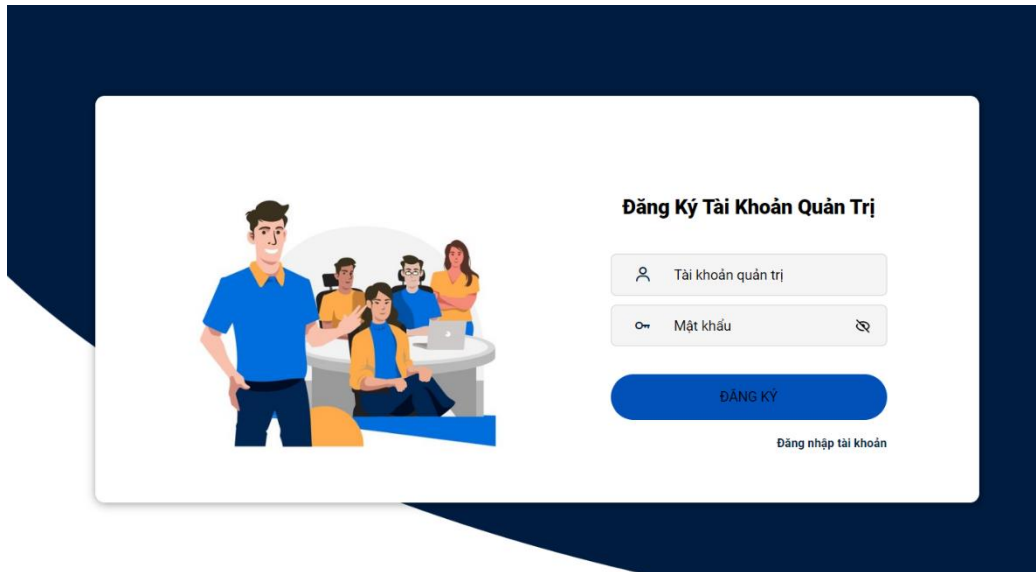 Đăng Ký Tài Khoản Quản Trị
Tài khoản quản trị
Mật khẩu
ĐĂNG KÝ
Đăng nhập tài khoản